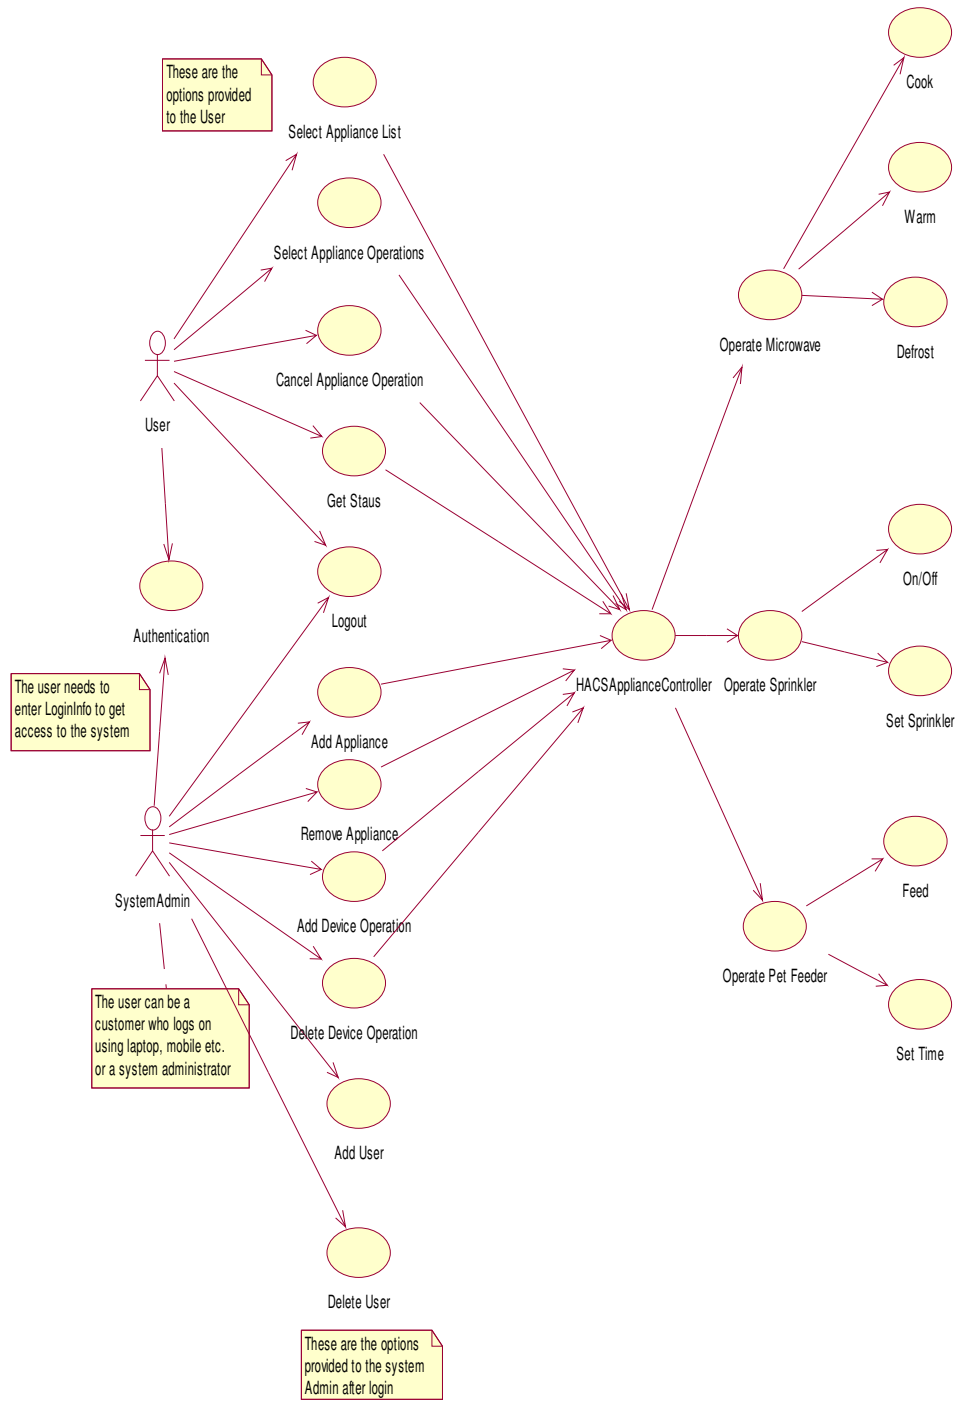 These are the
options provided
to the User
Select Appliance List
Select Appliance Operations
Cancel Appliance Operation
Get Staus
Logout
User
Authentication
The user needs to
enter LoginInfo to get
access to the system
Add Appliance
Remove Appliance
Add Device Operation
Delete Device Operation
SystemAdmin
The user can be a
customer who logs on
using laptop, mobile etc.
or a system administrator
Add User
Delete User
These are the options
provided to the system
Admin after login
HACSApplianceController
Operate Microwave
Cook
Warm
Defrost
Operate Sprinkler
On/Off
Set Sprinkler
Operate Pet Feeder
Feed
Set Time